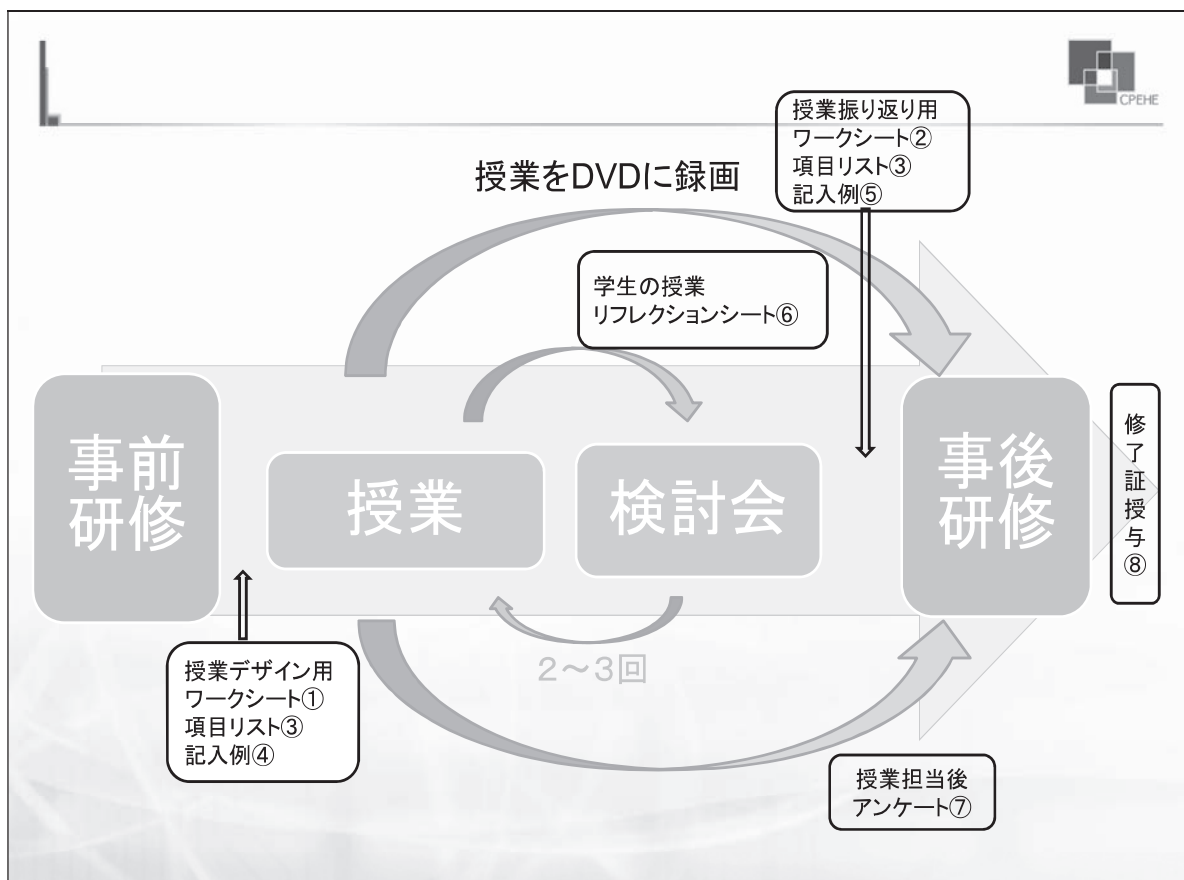 CPEHE
授業振り返り用
ワークシート②
項目リスト③
記入例⑤
授業をDVDに録画
学生の授業
リフレクションシート⑥
事前
研修
授業
検討会
事後
研修
修了証授与⑧
2～3回
授業デザイン用
ワークシート①
項目リスト③
記入例④
授業担当後
アンケート⑦